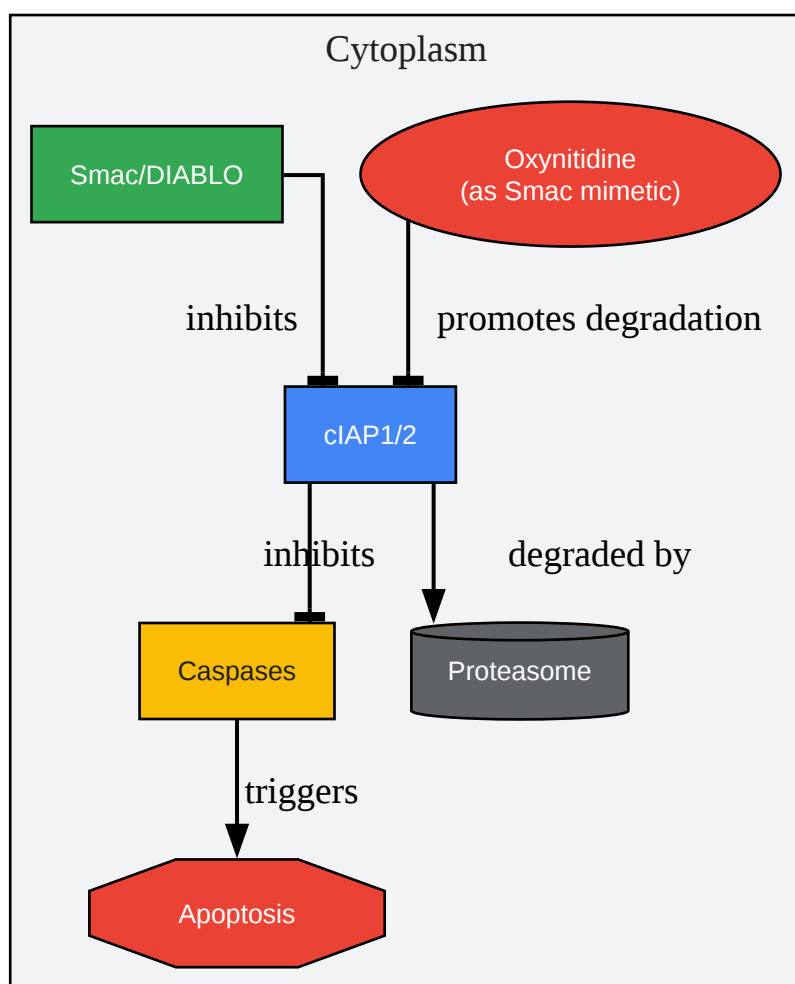 Cytoplasm
Smac/DIABLO
Oxynitidine
(as Smac mimetic)
inhibits
promotes degradation
cIAP1/2
inhibits
degraded by
Caspases
Proteasome
triggers
Apoptosis